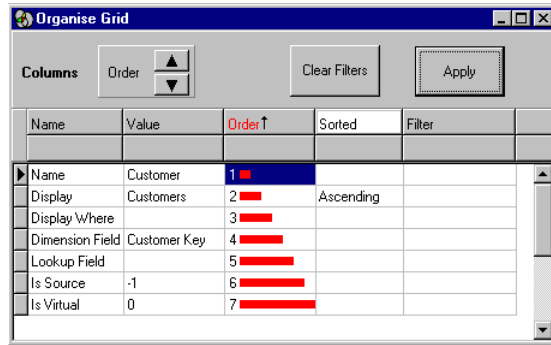 Organise Grid
Columns Order Clear Filters Apply
Name Value Order↑ Sorted Filter
Name Customer 1
Display Customers 2 Ascending
Display Where 3
Dimension Field Customer Key 4
Lookup Field 5
Is Source -1 6
Is Virtual 0 7